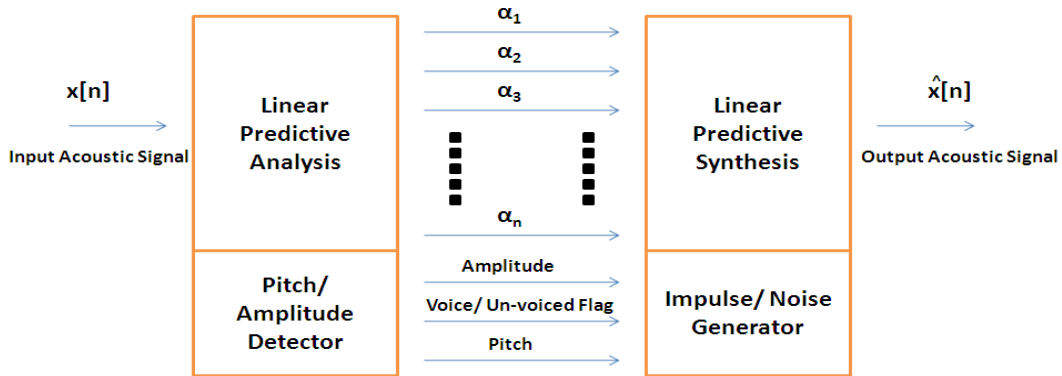 x[n]
Input Acoustic Signal
Linear
Predictive
Analysis
α1
α2
α3
αn
Linear
Predictive
Synthesis
x̂[n]
Output Acoustic Signal
Pitch/
Amplitude
Detector
Amplitude
Voice/ Un-voiced Flag
Pitch
Impulse/ Noise
Generator